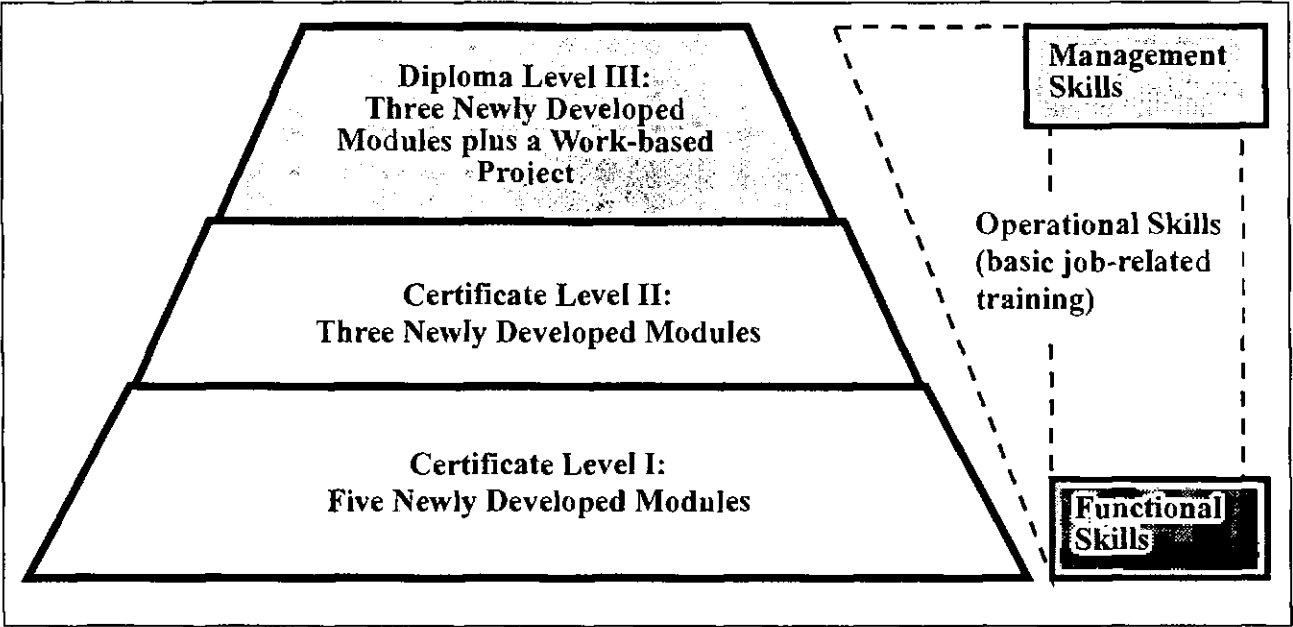 Diploma Level III:
Three Newly Developed
Modules plus a Work-based
Project
Certificate Level II:
Three Newly Developed Modules
Certificate Level I:
Five Newly Developed Modules
Management
Skills
Operational Skills
(basic job-related
training)
Functional
Skills